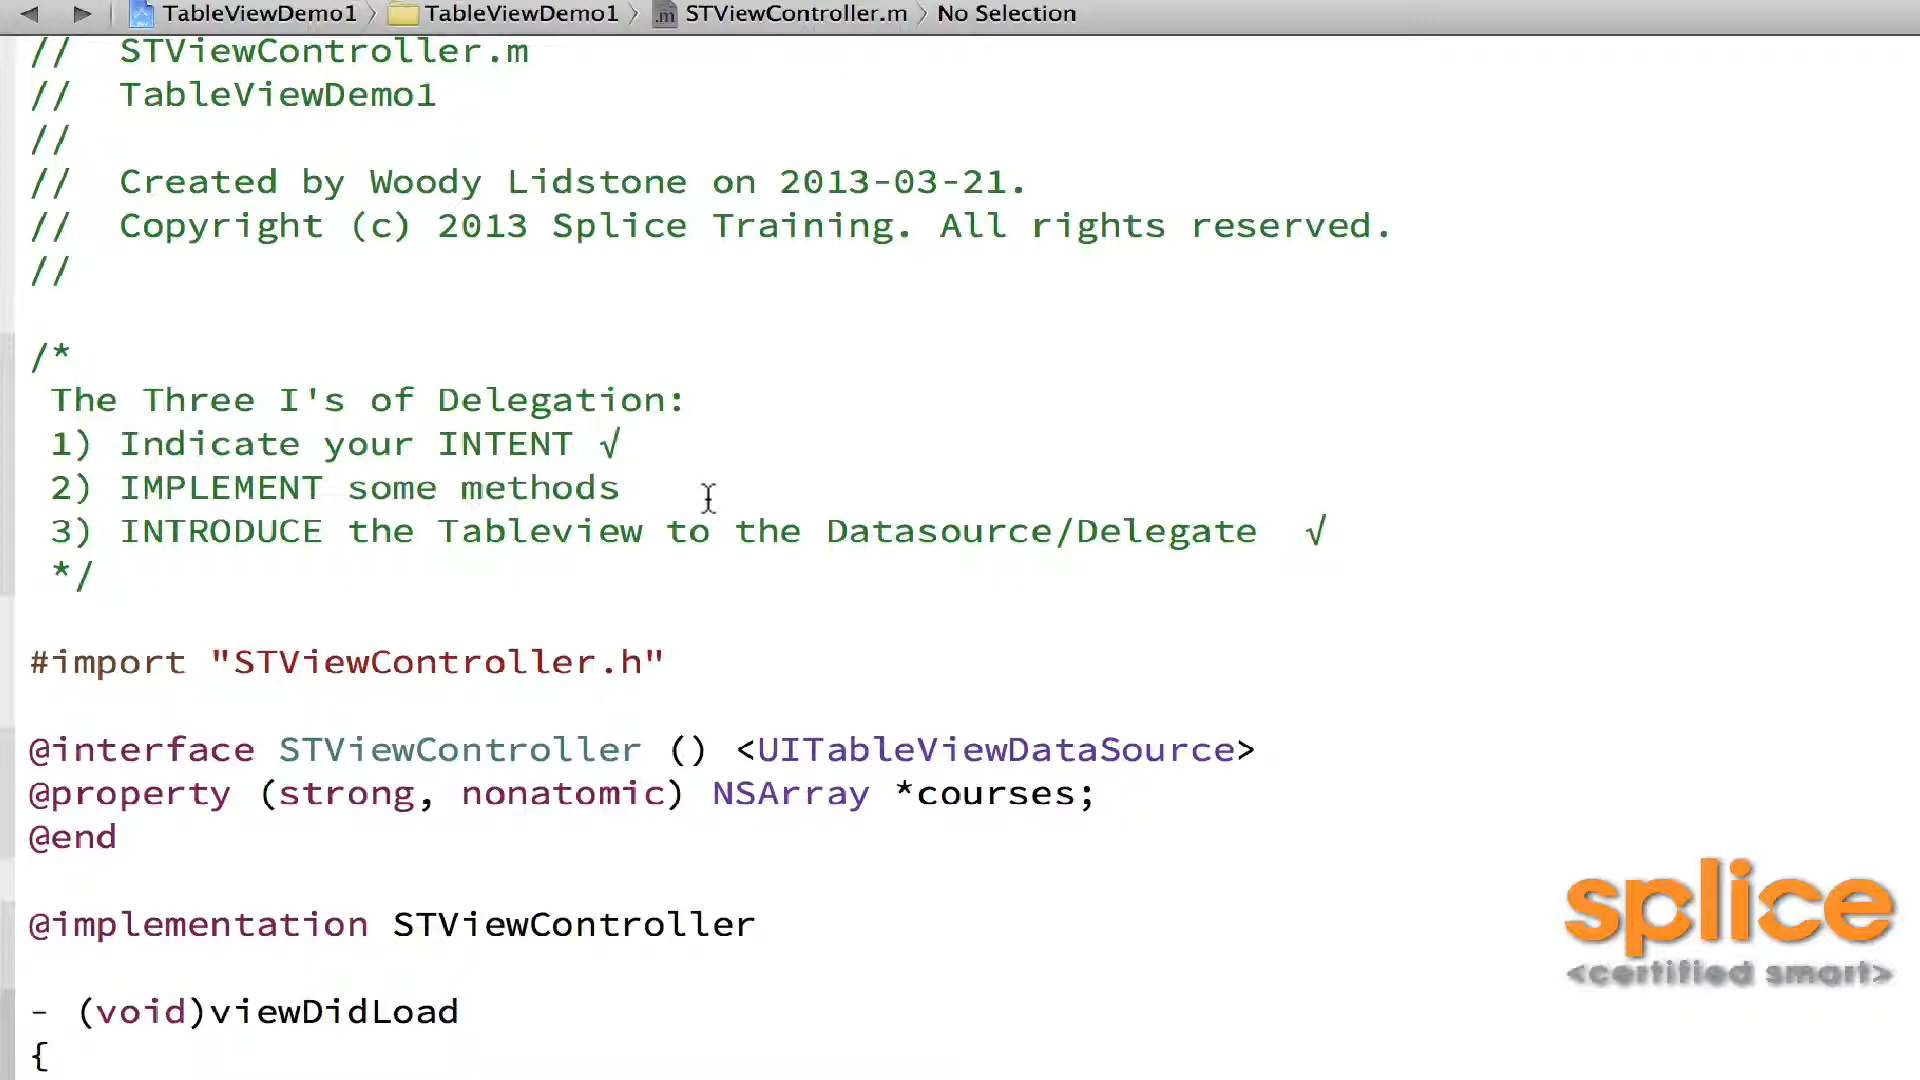 TableViewDemo1 〉 TableViewDemo1 〉 STViewController.m 〉 No Selection
//  STViewController.m
//  TableViewDemo1
//
//  Created by Woody Lidstone on 2013-03-21.
//  Copyright (c) 2013 Splice Training. All rights reserved.
//
/*
The Three I's of Delegation:
1) Indicate your INTENT √
2) IMPLEMENT some methods
3) INTRODUCE the Tableview to the Datasource/Delegate  √
*/
#import "STViewController.h"
@interface STViewController () <UITableViewDataSource>
@property (strong, nonatomic) NSArray *courses;
@end
@implementation STViewController
- (void)viewDidLoad
{
splice
<certified smart>